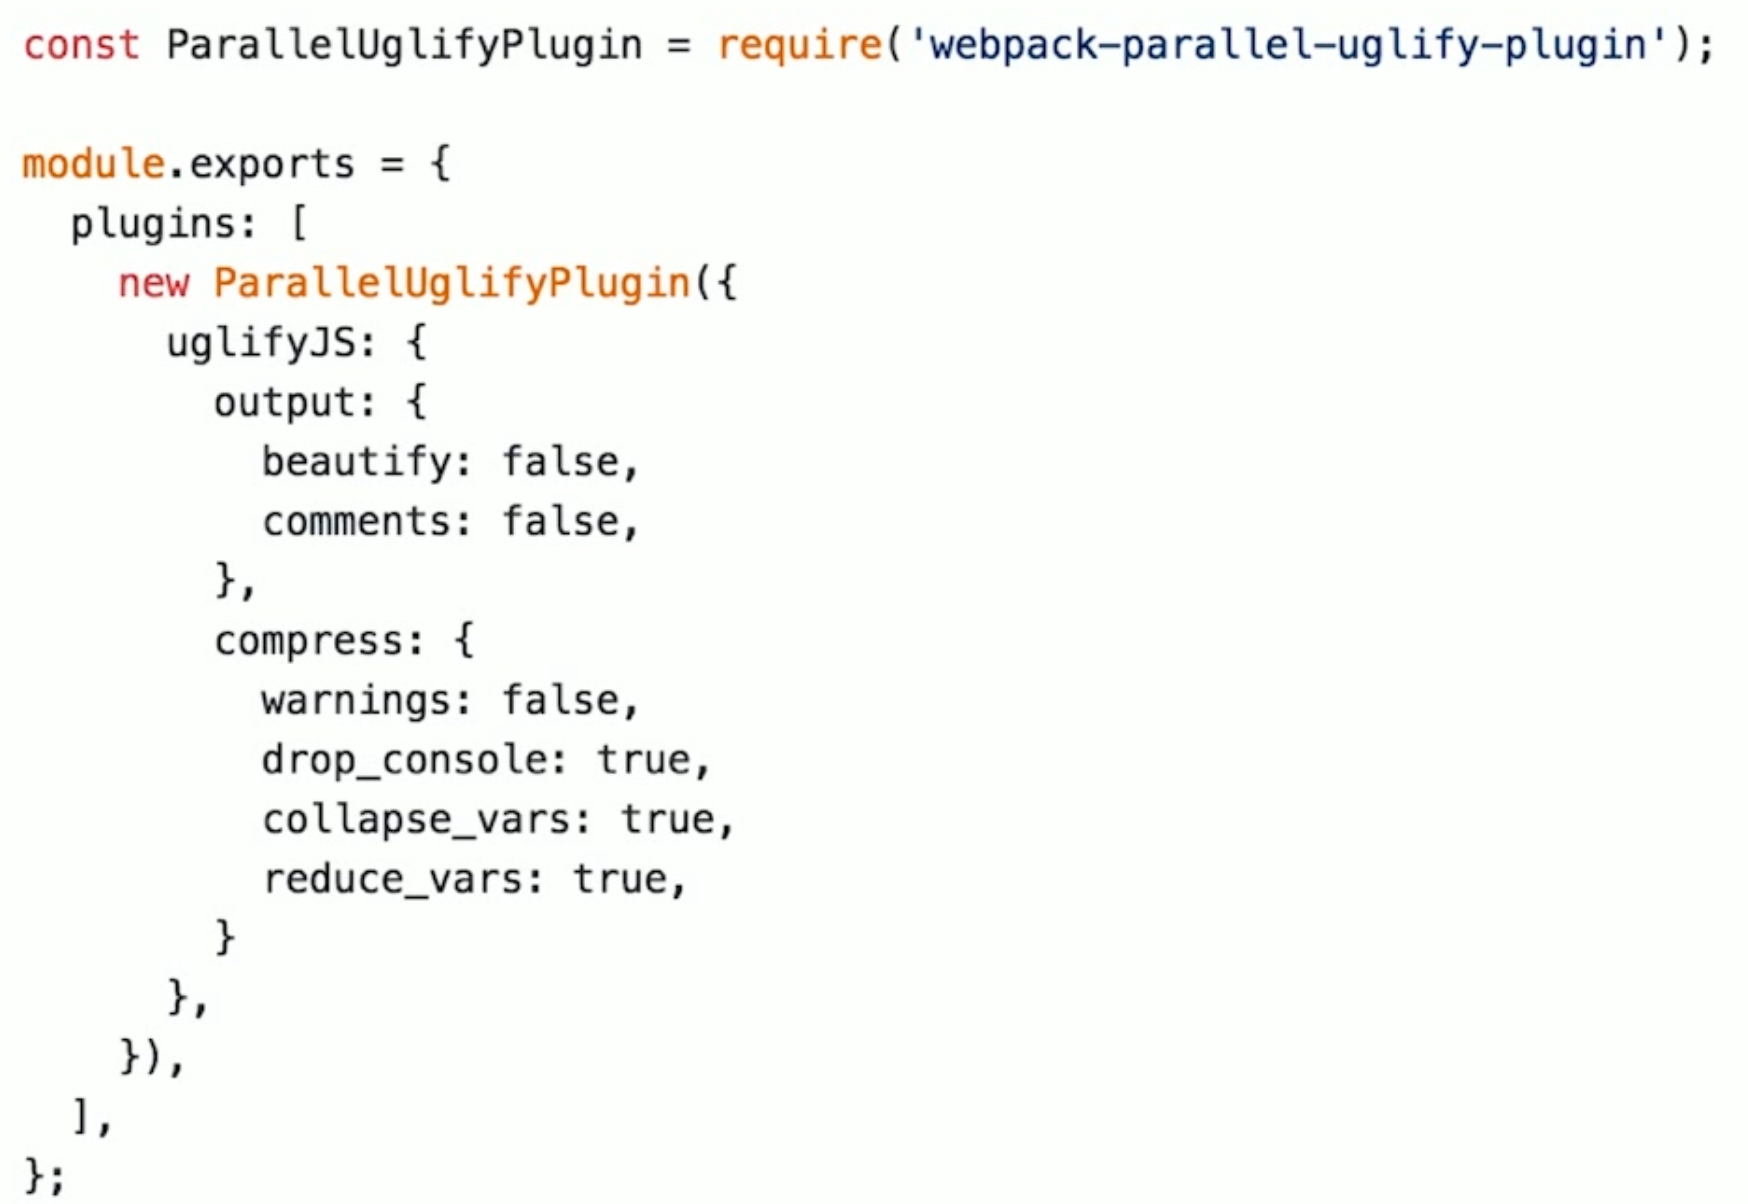 const ParallelUglifyPlugin = require('webpack-parallel-uglify-plugin');

module.exports = {
  plugins: [
    new ParallelUglifyPlugin({
      uglifyJS: {
        output: {
          beautify: false,
          comments: false,
        },
        compress: {
          warnings: false,
          drop_console: true,
          collapse_vars: true,
          reduce_vars: true,
        }
      },
    }),
  ],
};